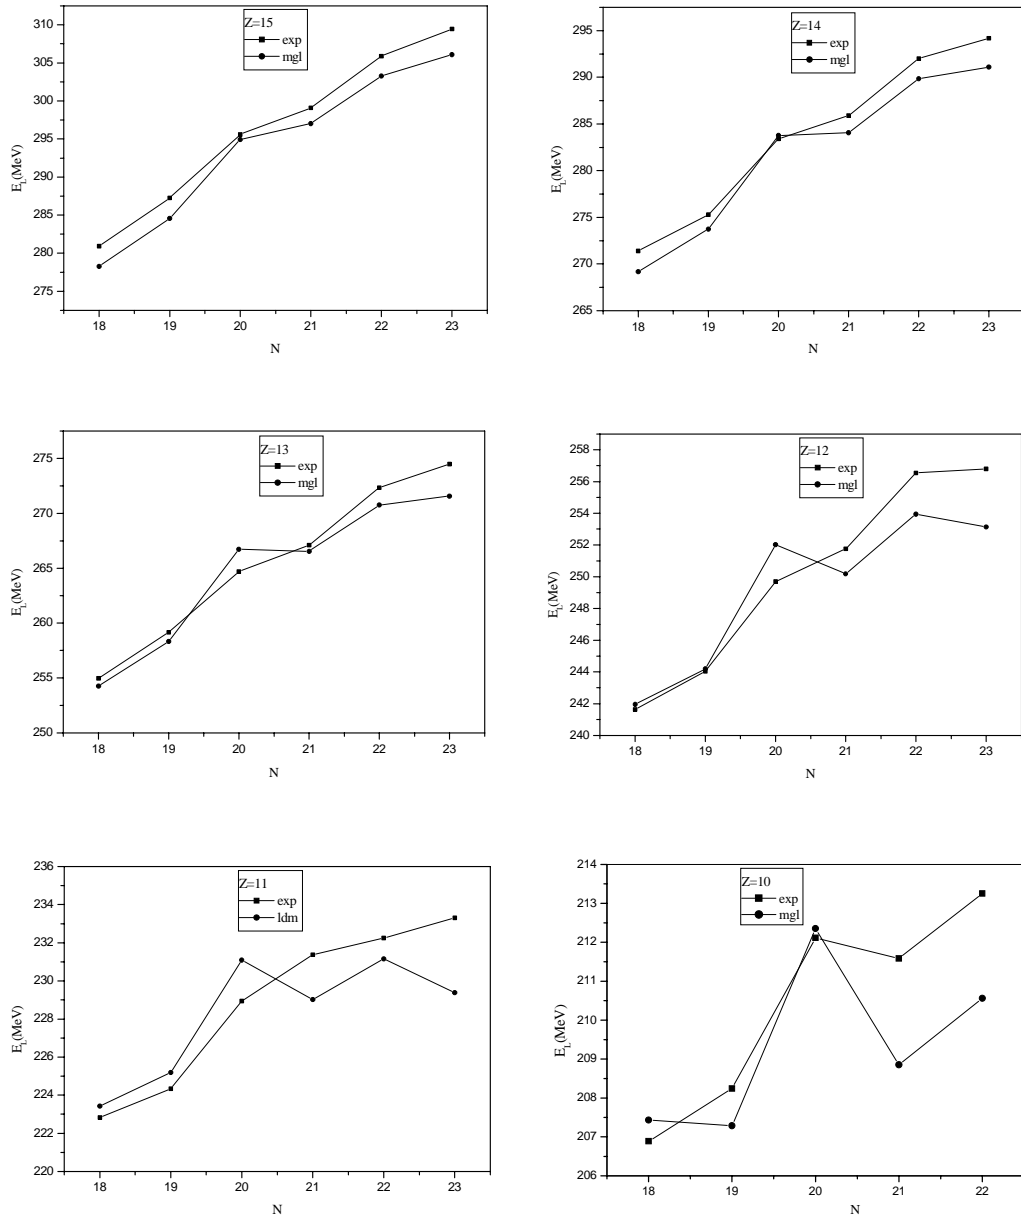 Z=15
exp
mgl
310
305
300
295
290
285
280
275
E_L(MeV)
18 19 20 21 22 23
N
Z=14
exp
mgl
295
290
285
280
275
270
265
E_L(MeV)
18 19 20 21 22 23
N
Z=13
exp
mgl
275
270
265
260
255
250
E_L(MeV)
18 19 20 21 22 23
N
Z=12
exp
mgl
258
256
254
252
250
248
246
244
242
240
E_L(MeV)
18 19 20 21 22 23
N
Z=11
exp
ldm
236
234
232
230
228
226
224
222
220
E_L(MeV)
18 19 20 21 22 23
N
Z=10
exp
mgl
214
213
212
211
210
209
208
207
206
E_L(MeV)
18 19 20 21 22
N